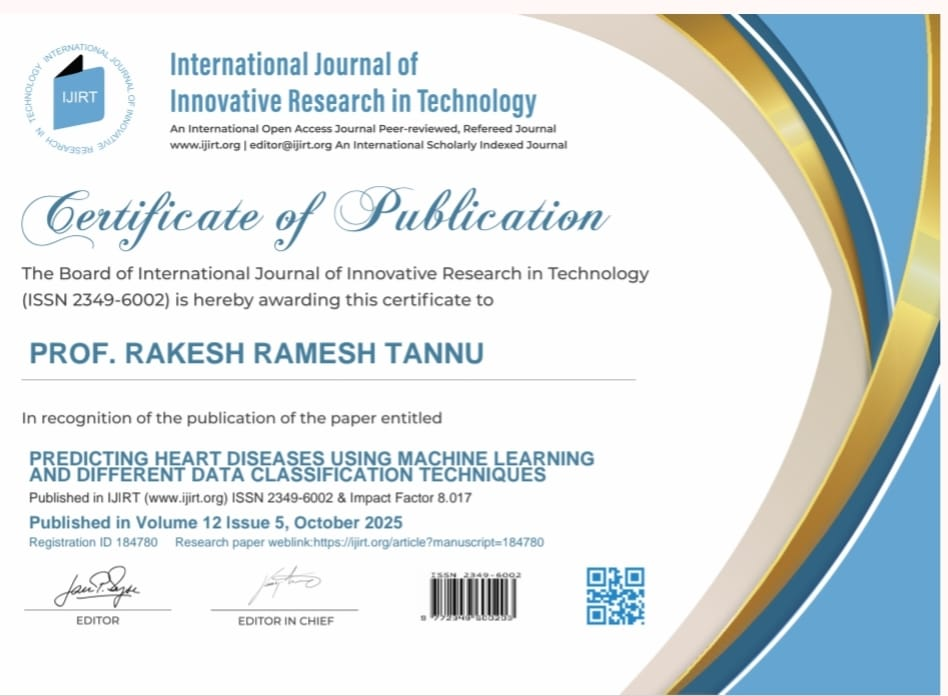 INTERNATIONAL JOURNAL OF INNOVATIVE RESEARCH IN TECHNOLOGY
IJIRT
International Journal of
Innovative Research in Technology
An International Open Access Journal Peer-reviewed, Refereed Journal
www.ijirt.org | editor@ijirt.org An International Scholarly Indexed Journal
Certificate of Publication
The Board of International Journal of Innovative Research in Technology
(ISSN 2349-6002) is hereby awarding this certificate to
PROF. RAKESH RAMESH TANNU
In recognition of the publication of the paper entitled
PREDICTING HEART DISEASES USING MACHINE LEARNING
AND DIFFERENT DATA CLASSIFICATION TECHNIQUES
Published in IJIRT (www.ijirt.org) ISSN 2349-6002 & Impact Factor 8.017
Published in Volume 12 Issue 5, October 2025
Registration ID 184780 Research paper weblink:https://ijirt.org/article?manuscript=184780
ISSN 2349-6002
EDITOR
EDITOR IN CHIEF